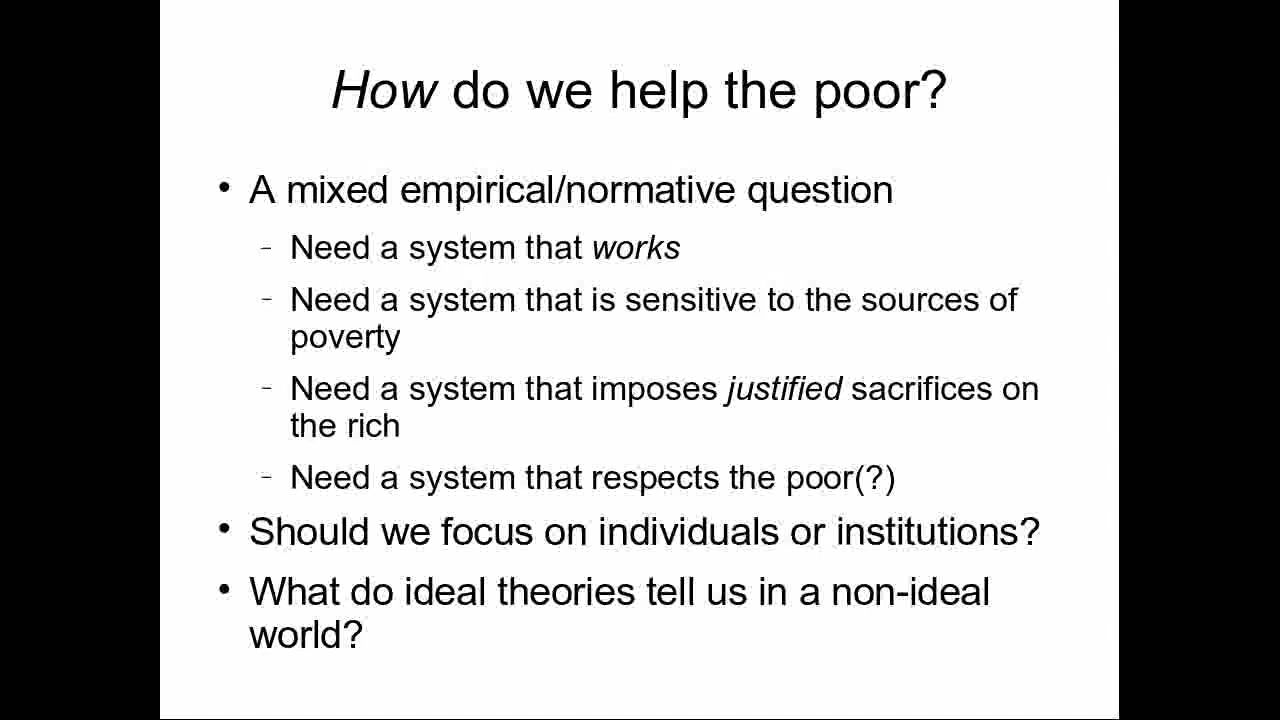 How do we help the poor?
• A mixed empirical/normative question
– Need a system that works
– Need a system that is sensitive to the sources of
poverty
– Need a system that imposes justified sacrifices on
the rich
– Need a system that respects the poor(?)
• Should we focus on individuals or institutions?
• What do ideal theories tell us in a non-ideal
world?